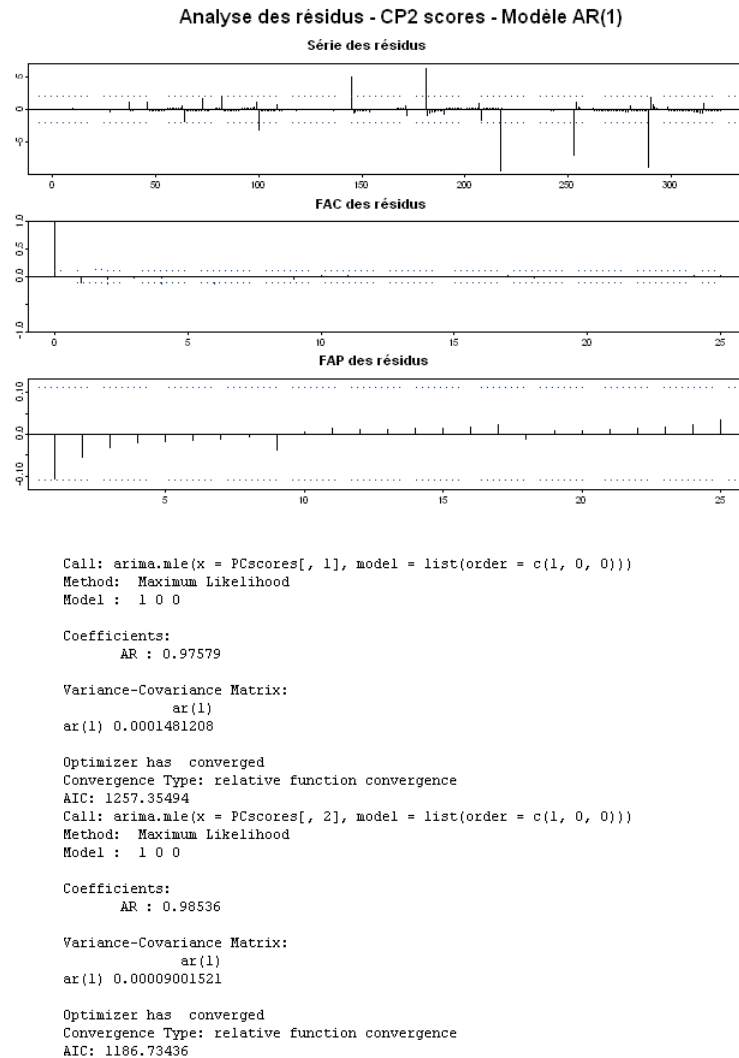 Analyse des résidus - CP2 scores - Modèle AR(1)
Série des résidus
5
0
-5
0 50 100 150 200 250 300
FAC des résidus
1.0
0.5
0.0
-1.0
0 5 10 15 20 25
FAP des résidus
0.10
0.0
-0.10
5 10 15 20 25
Call: arima.mle(x = PCscores[, 1], model = list(order = c(1, 0, 0)))
Method: Maximum Likelihood
Model : 1 0 0
Coefficients:
AR : 0.97579
Variance-Covariance Matrix:
ar(1)
ar(1) 0.0001481208
Optimizer has converged
Convergence Type: relative function convergence
AIC: 1257.35494
Call: arima.mle(x = PCscores[, 2], model = list(order = c(1, 0, 0)))
Method: Maximum Likelihood
Model : 1 0 0
Coefficients:
AR : 0.98536
Variance-Covariance Matrix:
ar(1)
ar(1) 0.00009001521
Optimizer has converged
Convergence Type: relative function convergence
AIC: 1186.73436